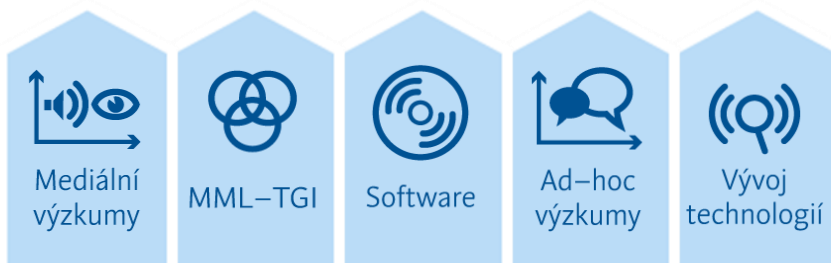 Mediální
výzkumy
MML–TGI
Software
Ad–hoc
výzkumy
Vývoj
technologií